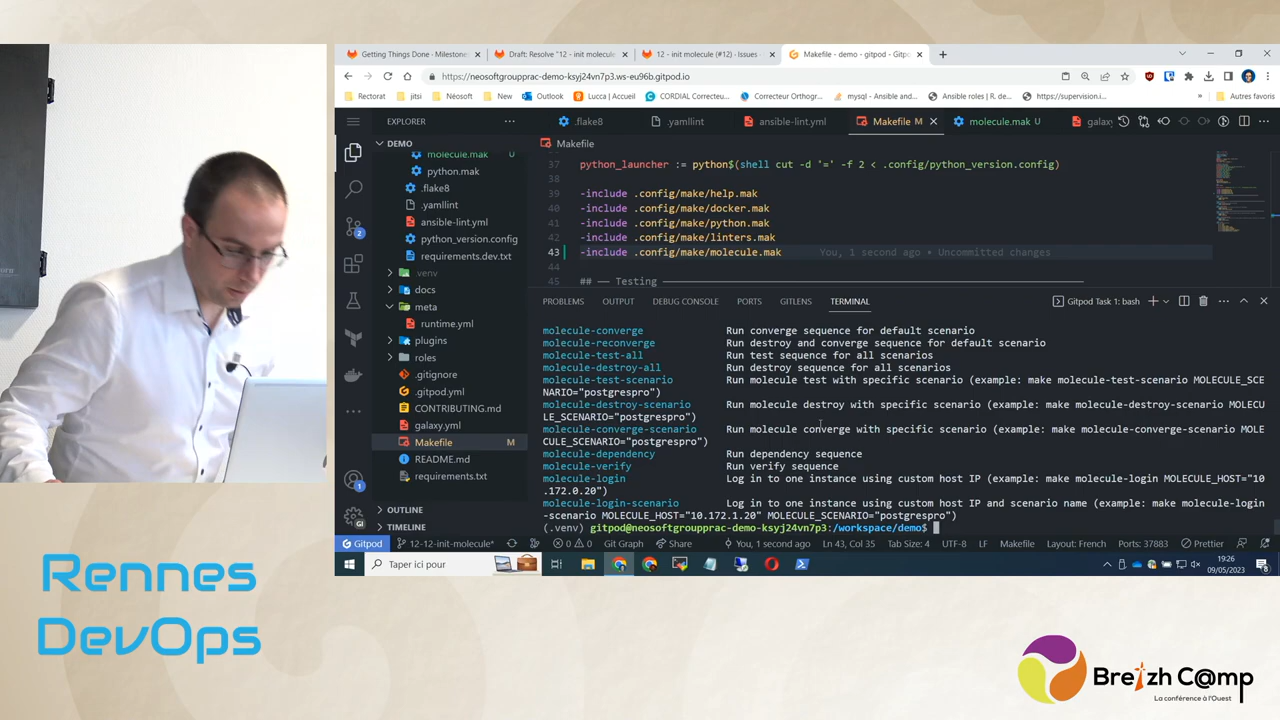 Getting Things Done - Milestones
Draft: Resolve "12 - init molecule
12 - init molecule (#12) - Issues
Makefile - demo - gitpod - Gitp
https://neosoftgroupprac-demo-ksyj24vn7p3.ws-eu96b.gitpod.io
Rectorat
jitsi
Néosoft
New
Outlook
Lucca | Accueil
CORDIAL Correcteu...
Correcteur Orthogr...
mysql - Ansible and...
Ansible roles | R. de...
https://supervision.i...
»
Autres favoris
EXPLORER
.flake8
.yamllint
ansible-lint.yml
Makefile M
molecule.mak U
galaxy
DEMO
Makefile
molecule.mak U
python.mak
.flake8
.yamllint
ansible-lint.yml
python_version.config
requirements.dev.txt
.venv
docs
meta
runtime.yml
plugins
roles
.gitignore
.gitpod.yml
CONTRIBUTING.md
galaxy.yml
Makefile M
README.md
requirements.txt
OUTLINE
TIMELINE
37 python_launcher := python$(shell cut -d '=' -f 2 < .config/python_version.config)
38
39 -include .config/make/help.mak
40 -include .config/make/docker.mak
41 -include .config/make/python.mak
42 -include .config/make/linters.mak
43 -include .config/make/molecule.mak You, 1 second ago • Uncommitted changes
45 ## — Testing
PROBLEMS OUTPUT DEBUG CONSOLE PORTS GITLENS TERMINAL
Gitpod Task 1: bash
molecule-converge Run converge sequence for default scenario
molecule-reconverge Run destroy and converge sequence for default scenario
molecule-test-all Run test sequence for all scenarios
molecule-destroy-all Run destroy sequence for all scenarios
molecule-test-scenario Run molecule test with specific scenario (example: make molecule-test-scenario MOLECULE_SCE
NARIO="postgrespro")
molecule-destroy-scenario Run molecule destroy with specific scenario (example: make molecule-destroy-scenario MOLECU
LE_SCENARIO="postgrespro")
molecule-converge-scenario Run molecule converge with specific scenario (example: make molecule-converge-scenario MOLE
CULE_SCENARIO="postgrespro")
molecule-dependency Run dependency sequence
molecule-verify Run verify sequence
molecule-login Log in to one instance using custom host IP (example: make molecule-login MOLECULE_HOST="10
.172.0.20")
molecule-login-scenario Log in to one instance using custom host IP and scenario name (example: make molecule-login
-scenario MOLECULE_HOST="10.172.1.20" MOLECULE_SCENARIO="postgrespro")
(.venv) gitpod@neosoftgroupprac-demo-ksyj24vn7p3:/workspace/demo$
Gitpod 12-12-init-molecule* 0 0 Git Graph Share You, 1 second ago Ln 43, Col 35 Tab Size: 4 UTF-8 LF Makefile Layout: French Ports: 37883 Prettier
Taper ici pour
19:26
09/05/2023
Rennes
DevOps
Breizh C@mp
La conférence à l'Ouest